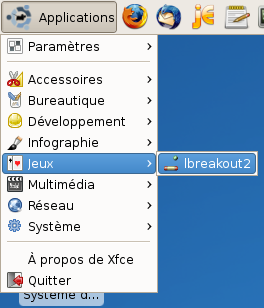 Applications
Paramètres
Accessoires
Bureautique
Développement
Infographie
Jeux
lbreakout2
Multimédia
Réseau
Système
À propos de Xfce
Quitter
Système d...